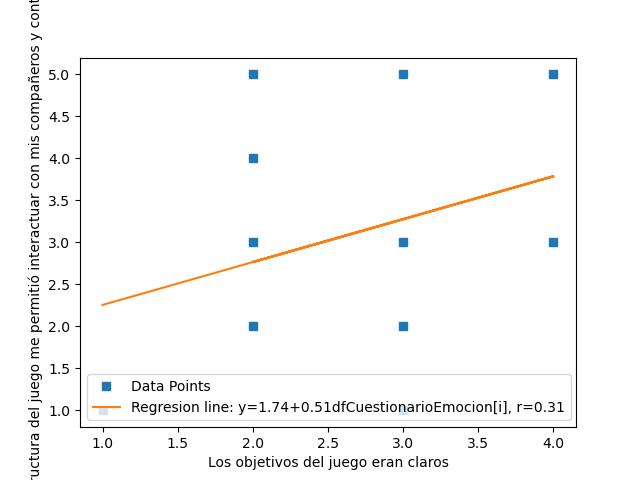 ructura del juego me permitió interactuar con mis compañeros y cont
5.0
4.5
4.0
3.5
3.0
2.5
2.0
1.5
1.0
Data Points
Regresion line: y=1.74+0.51dfCuestionarioEmocion[i], r=0.31
1.0 1.5 2.0 2.5 3.0 3.5 4.0
Los objetivos del juego eran claros